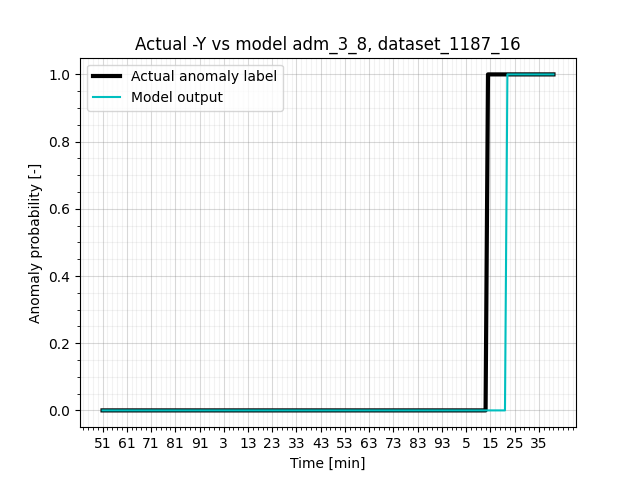 Actual -Y vs model adm_3_8, dataset_1187_16
Actual anomaly label
Model output
1.0
0.8
0.6
0.4
0.2
0.0
Anomaly probability [-]
51 61 71 81 91 3 13 23 33 43 53 63 73 83 93 5 15 25 35
Time [min]